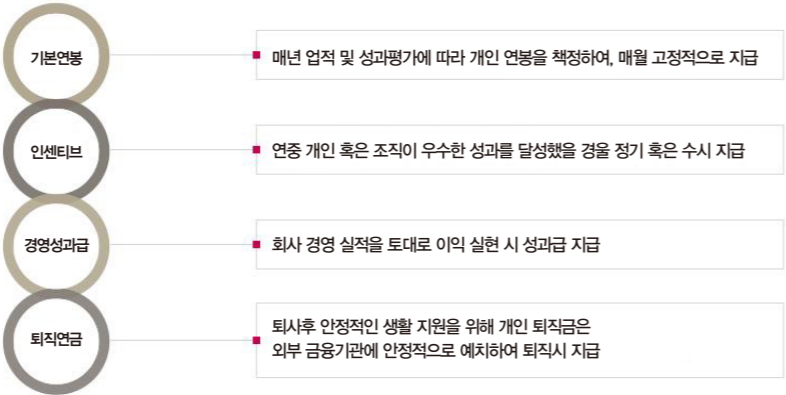 기본연봉
매년 업적 및 성과평가에 따라 개인 연봉을 책정하여, 매월 고정적으로 지급
인센티브
연중 개인 혹은 조직이 우수한 성과를 달성했을 경울 정기 혹은 수시 지급
경영성과급
회사 경영 실적을 토대로 이익 실현 시 성과급 지급
퇴직연금
퇴사후 안정적인 생활 지원을 위해 개인 퇴직금은
외부 금융기관에 안정적으로 예치하여 퇴직시 지급